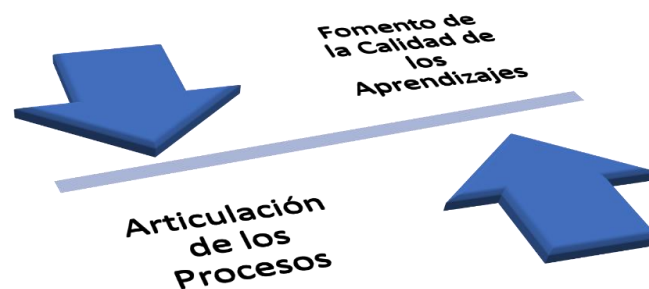 Fomento de
la Calidad de
los
Aprendizajes
Articulación
de los
Procesos